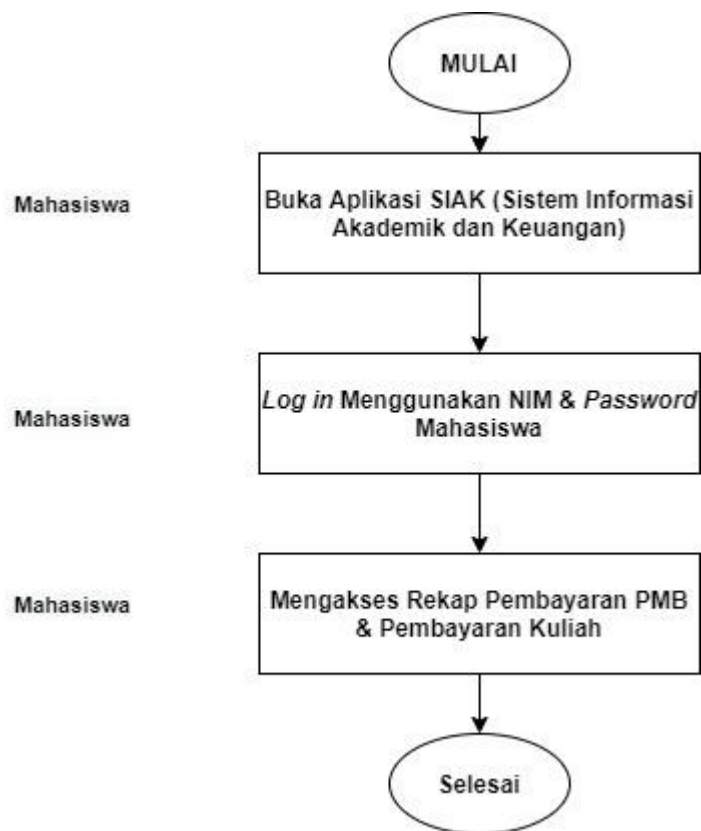 MULAI
Mahasiswa
Buka Aplikasi SIAK (Sistem Informasi
Akademik dan Keuangan)
Mahasiswa
Log in Menggunakan NIM & Password
Mahasiswa
Mahasiswa
Mengakses Rekap Pembayaran PMB
& Pembayaran Kuliah
Selesai